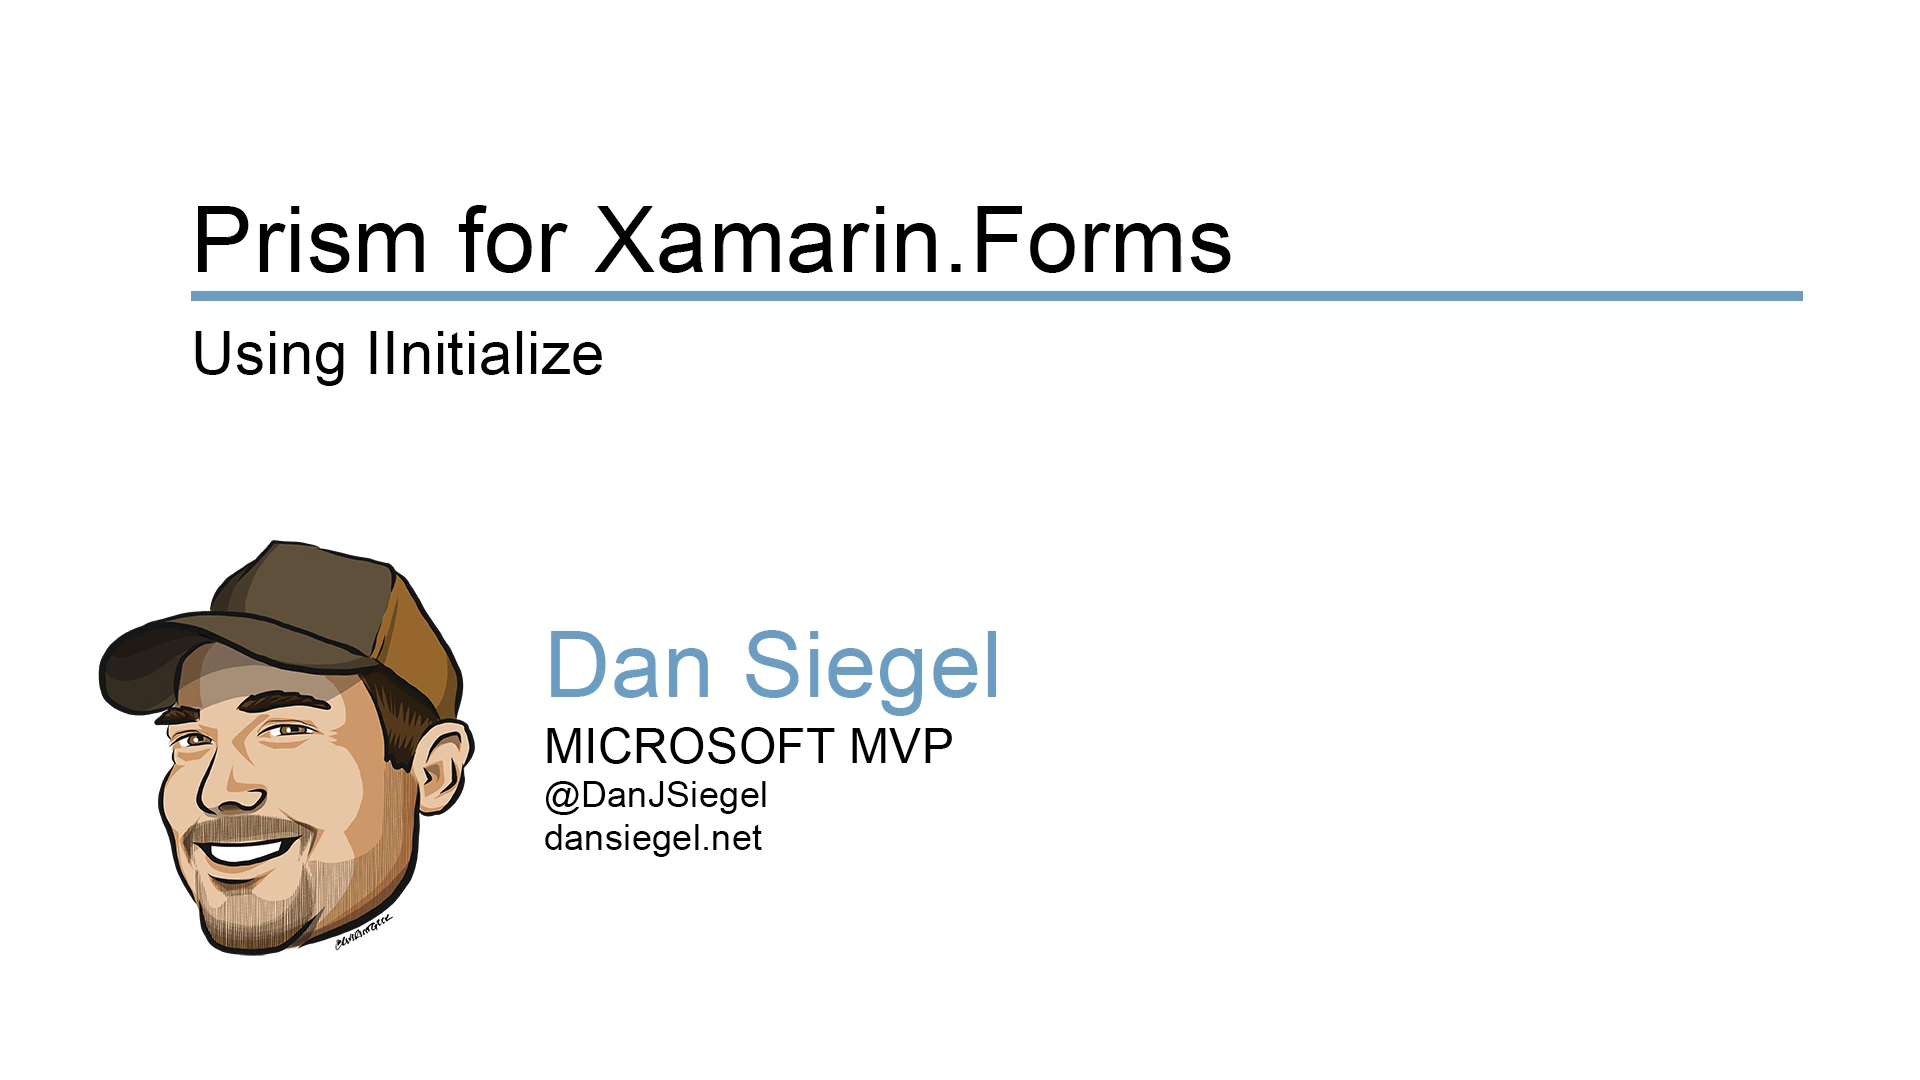 Prism for Xamarin.Forms
Using IInitialize
Dan Siegel
MICROSOFT MVP
@DanJSiegel
dansiegel.net